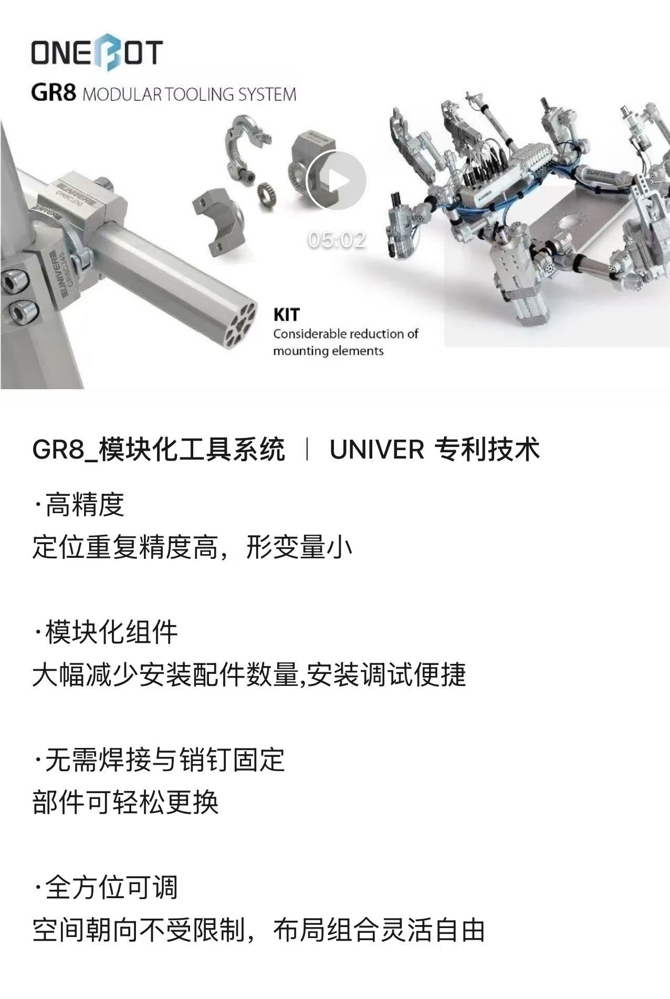 ONEBOT
GR8 MODULAR TOOLING SYSTEM
UNIVER
GR8CJ30
UNIVER
UNIVER
GR8CJ45
05:02
KIT
Considerable reduction of
mounting elements
GR8_模块化工具系统 ｜ UNIVER 专利技术
·高精度
定位重复精度高，形变量小
·模块化组件
大幅减少安装配件数量,安装调试便捷
·无需焊接与销钉固定
部件可轻松更换
·全方位可调
空间朝向不受限制，布局组合灵活自由